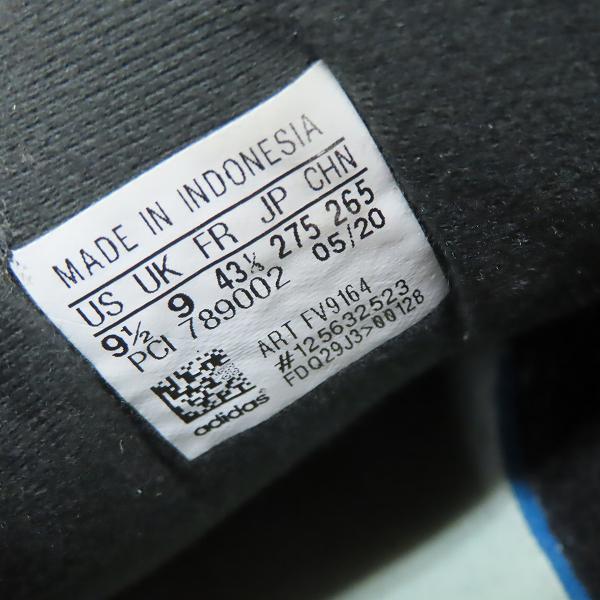 MADE IN INDONESIA
US UK FR JP CHN
9½ 9 43⅓ 275 265
PCI 789002 05/20
ART FV9164
#125632523
FDQ29J3>00128
adidas